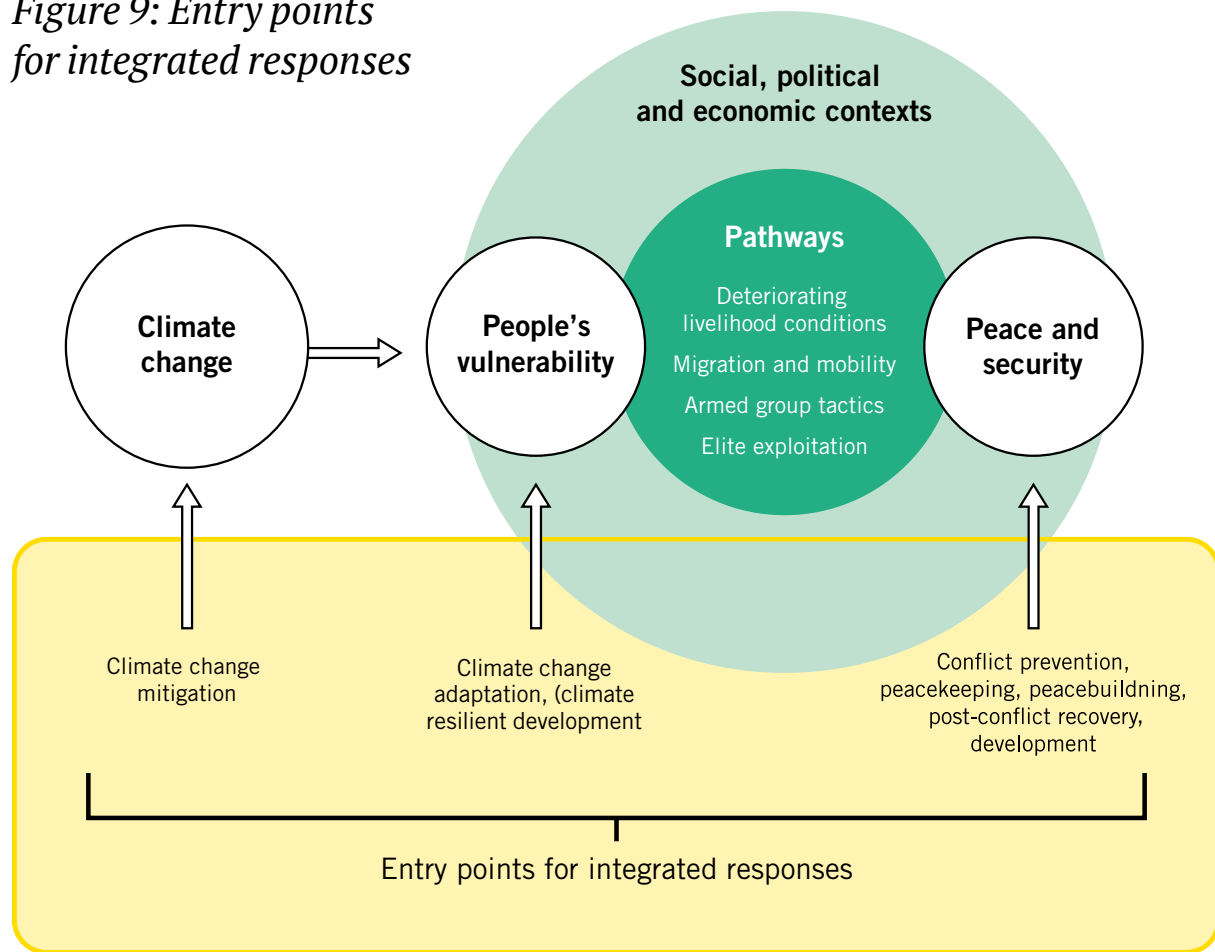 Figure 9: Entry points
for integrated responses
Social, political
and economic contexts
Climate
change
People's
vulnerability
Pathways
Deteriorating
livelihood conditions
Migration and mobility
Armed group tactics
Elite exploitation
Peace and
security
Climate change
mitigation
Climate change
adaptation, (climate
resilient development
Conflict prevention,
peacekeeping, peacebuildning,
post-conflict recovery,
development
Entry points for integrated responses